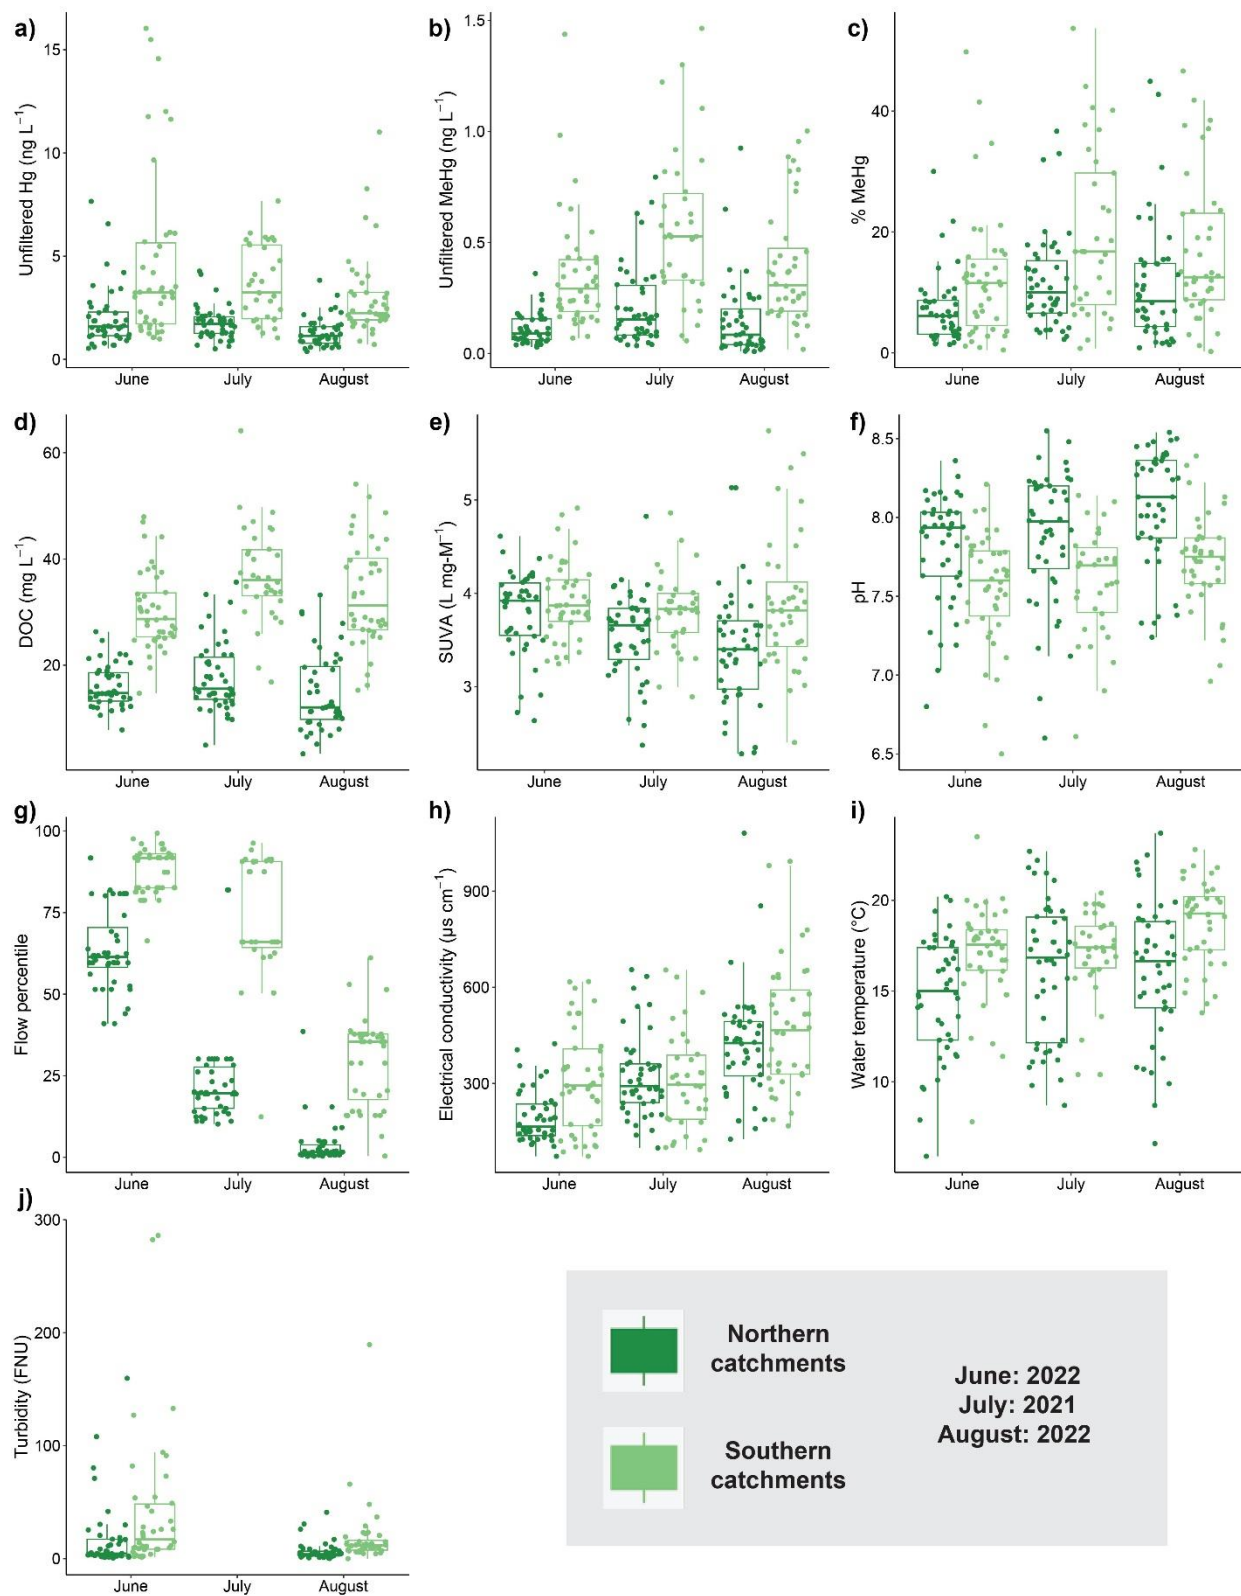 a)
Unfiltered Hg (ng L⁻¹)
15
10
5
0
June July August
b)
Unfiltered MeHg (ng L⁻¹)
1.5
1.0
0.5
0.0
June July August
c)
% MeHg
40
20
0
June July August
d)
DOC (mg L⁻¹)
60
40
20
June July August
e)
SUVA (L mg-M⁻¹)
5
4
3
June July August
f)
pH
8.5
8.0
7.5
7.0
6.5
June July August
g)
Flow percentile
100
75
50
25
0
June July August
h)
Electrical conductivity (µs cm⁻¹)
900
600
300
June July August
i)
Water temperature (°C)
20
15
10
June July August
j)
Turbidity (FNU)
300
200
100
0
June July August
Northern
catchments
Southern
catchments
June: 2022
July: 2021
August: 2022